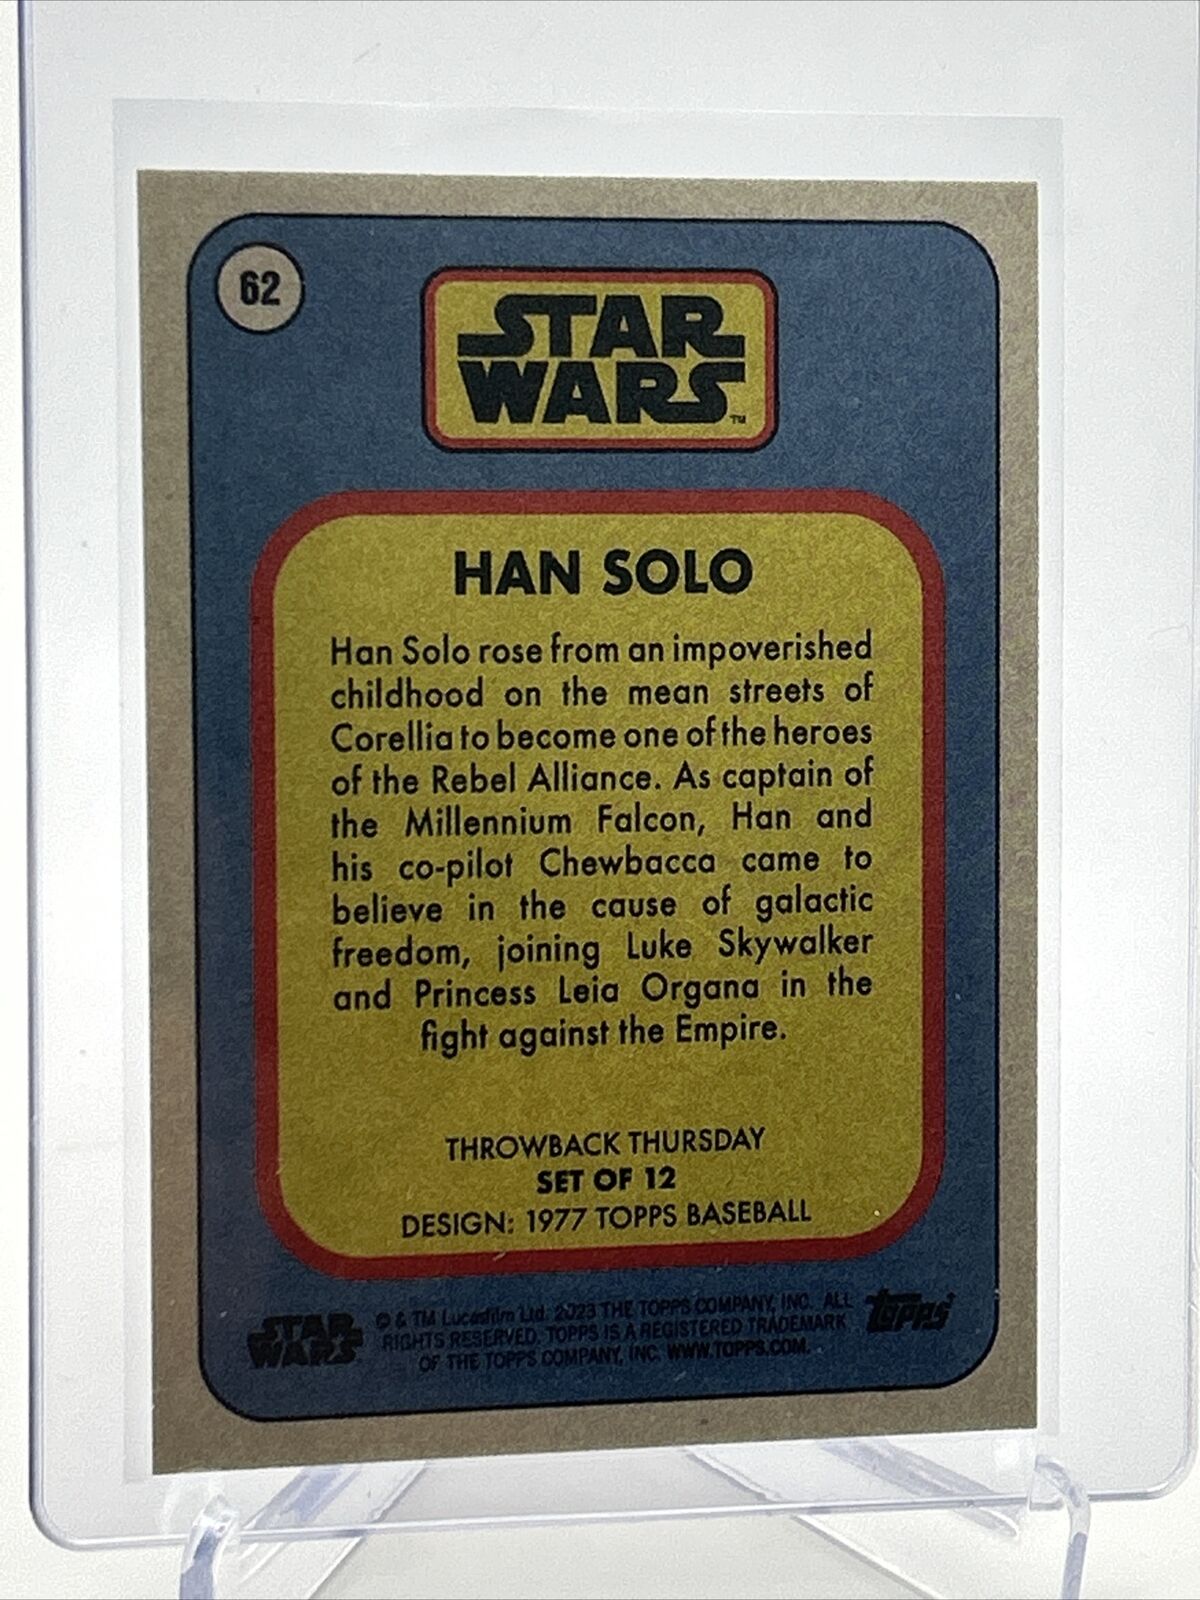 62
STAR
WARS™
HAN SOLO
Han Solo rose from an impoverished
childhood on the mean streets of
Corellia to become one of the heroes
of the Rebel Alliance. As captain of
the Millennium Falcon, Han and
his co-pilot Chewbacca came to
believe in the cause of galactic
freedom, joining Luke Skywalker
and Princess Leia Organa in the
fight against the Empire.
THROWBACK THURSDAY
SET OF 12
DESIGN: 1977 TOPPS BASEBALL
STAR
WARS
© & TM Lucasfilm Ltd. 2023 THE TOPPS COMPANY, INC. ALL
RIGHTS RESERVED. TOPPS IS A REGISTERED TRADEMARK
OF THE TOPPS COMPANY, INC. WWW.TOPPS.COM.
topps®